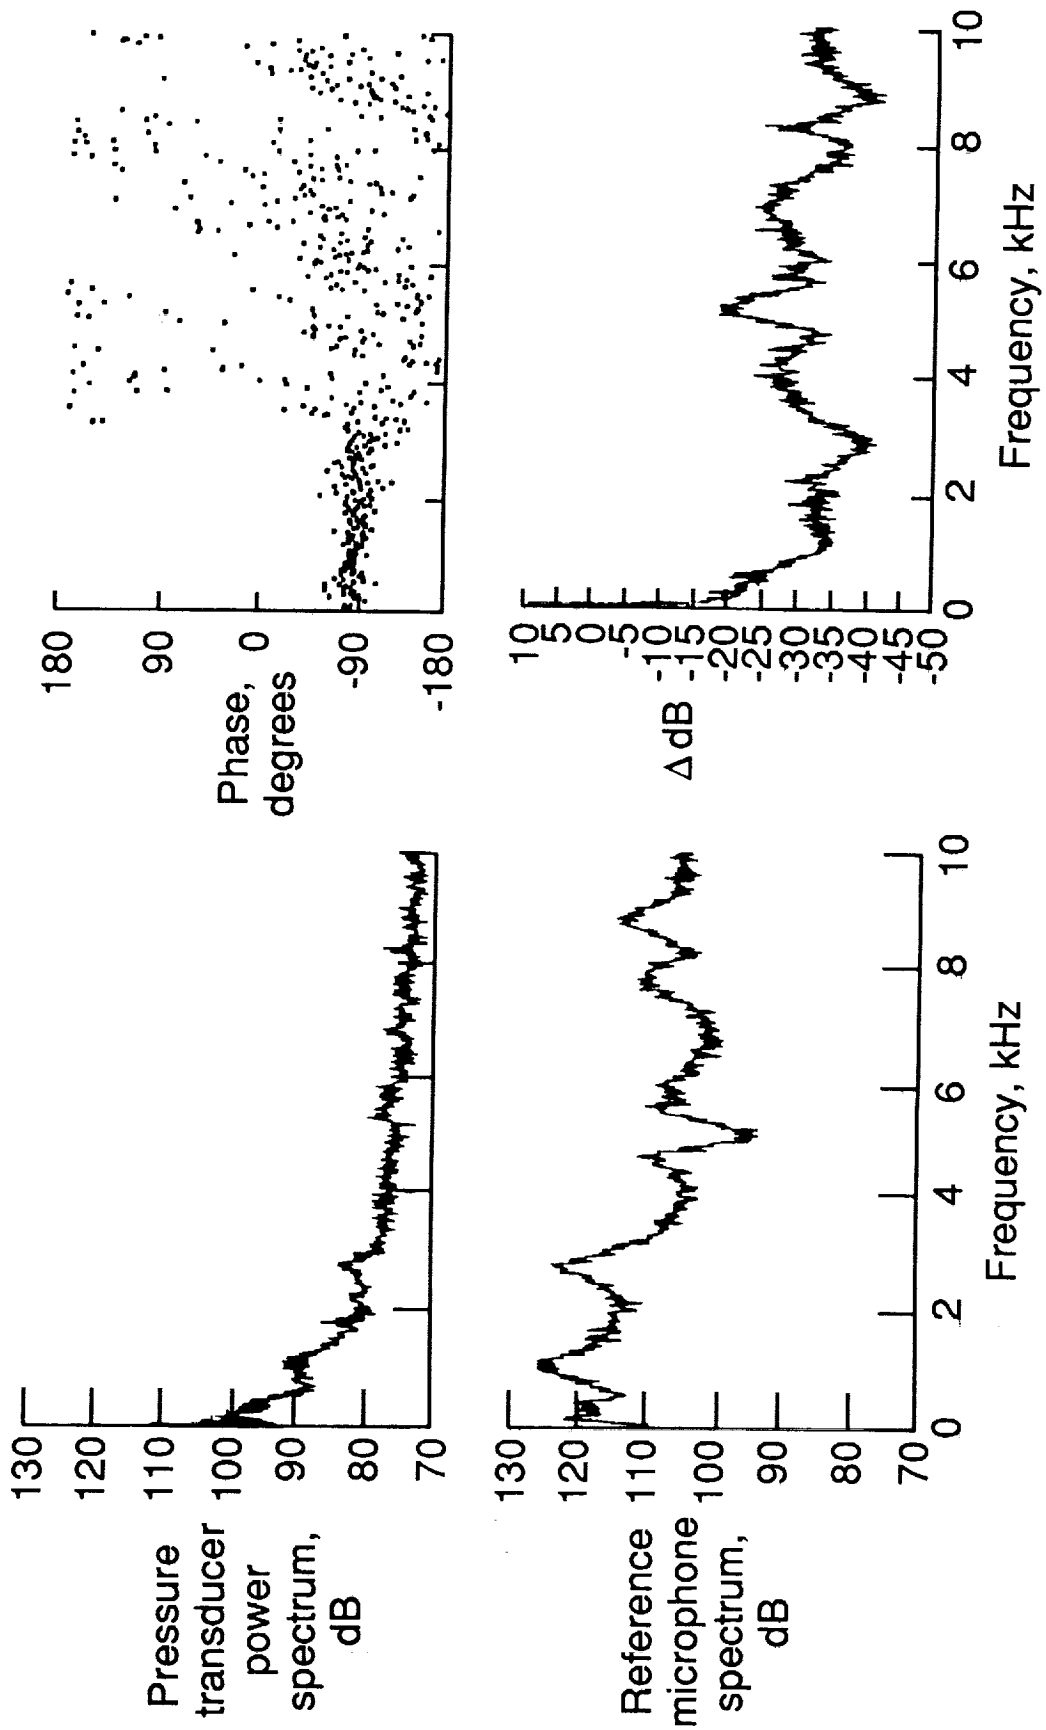 Pressure
transducer
power
spectrum,
dB
130
120
110
100
90
80
70
Phase,
degrees
180
90
0
-90
-180
Reference
microphone
spectrum,
dB
130
120
110
100
90
80
70
0 2 4 6 8 10
Frequency, kHz
Δ dB
10
5
0
-5
-10
-15
-20
-25
-30
-35
-40
-45
-50
0 2 4 6 8 10
Frequency, kHz